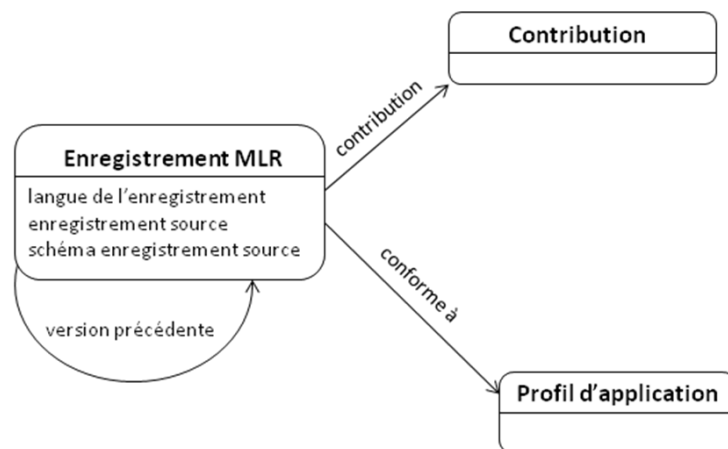 Contribution
contribution
Enregistrement MLR
langue de l'enregistrement
enregistrement source
schéma enregistrement source
conforme à
version précédente
Profil d'application